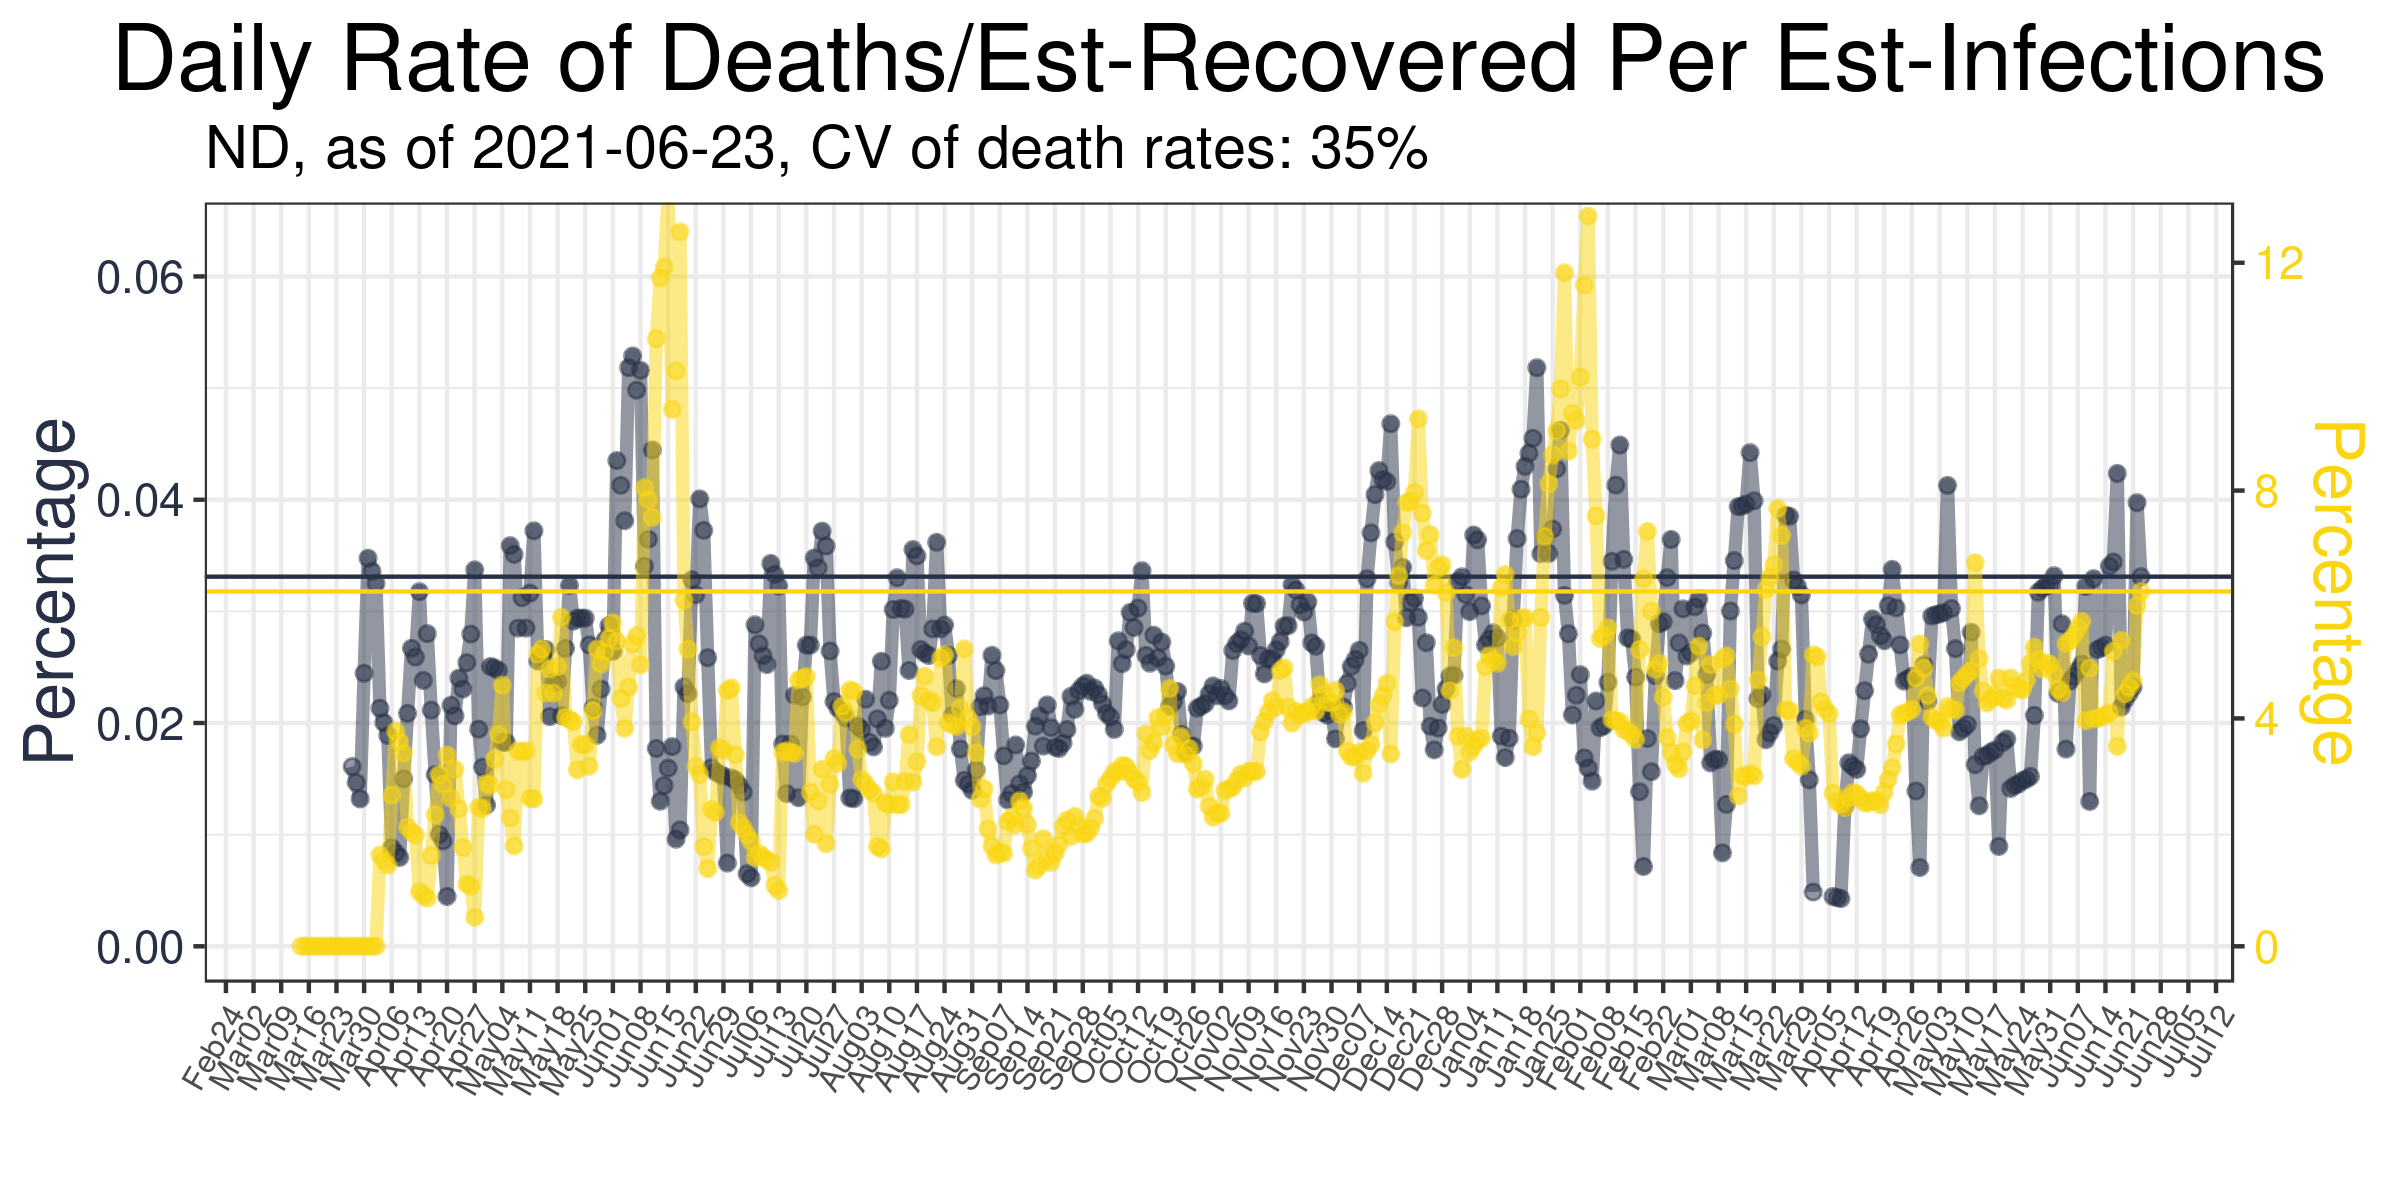 Daily Rate of Deaths/Est-Recovered Per Est-Infections
ND, as of 2021-06-23, CV of death rates: 35%
Percentage
0.06
0.04
0.02
0.00
12
8
4
0
Percentage
Feb24
Mar02
Mar09
Mar16
Mar23
Mar30
Apr06
Apr13
Apr20
Apr27
May04
May11
May18
May25
Jun01
Jun08
Jun15
Jun22
Jun29
Jul06
Jul13
Jul20
Jul27
Aug03
Aug10
Aug17
Aug24
Aug31
Sep07
Sep14
Sep21
Sep28
Oct05
Oct12
Oct19
Oct26
Nov02
Nov09
Nov16
Nov23
Nov30
Dec07
Dec14
Dec21
Dec28
Jan04
Jan11
Jan18
Jan25
Feb01
Feb08
Feb15
Feb22
Mar01
Mar08
Mar15
Mar22
Mar29
Apr05
Apr12
Apr19
Apr26
May03
May10
May17
May24
May31
Jun07
Jun14
Jun21
Jun28
Jul05
Jul12